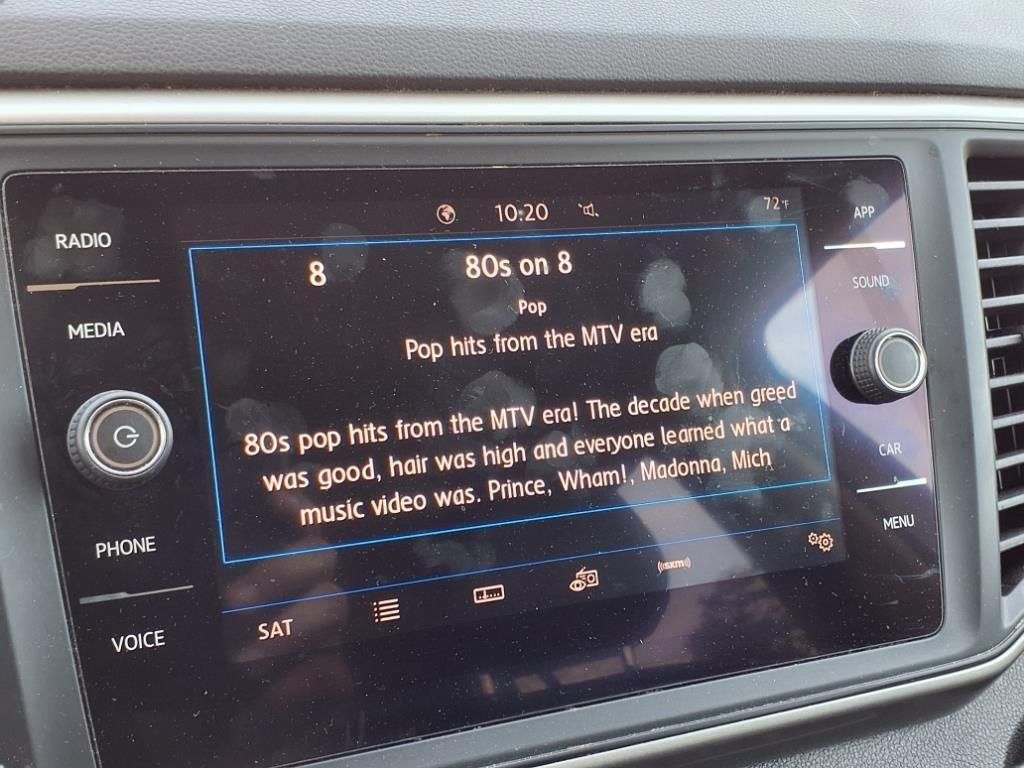 10:20
72°F
RADIO
MEDIA
PHONE
VOICE
8
80s on 8
Pop
Pop hits from the MTV era
80s pop hits from the MTV era! The decade when greed
was good, hair was high and everyone learned what a
music video was. Prince, Wham!, Madonna, Mich
SAT
((sxm))
APP
SOUND
CAR
MENU